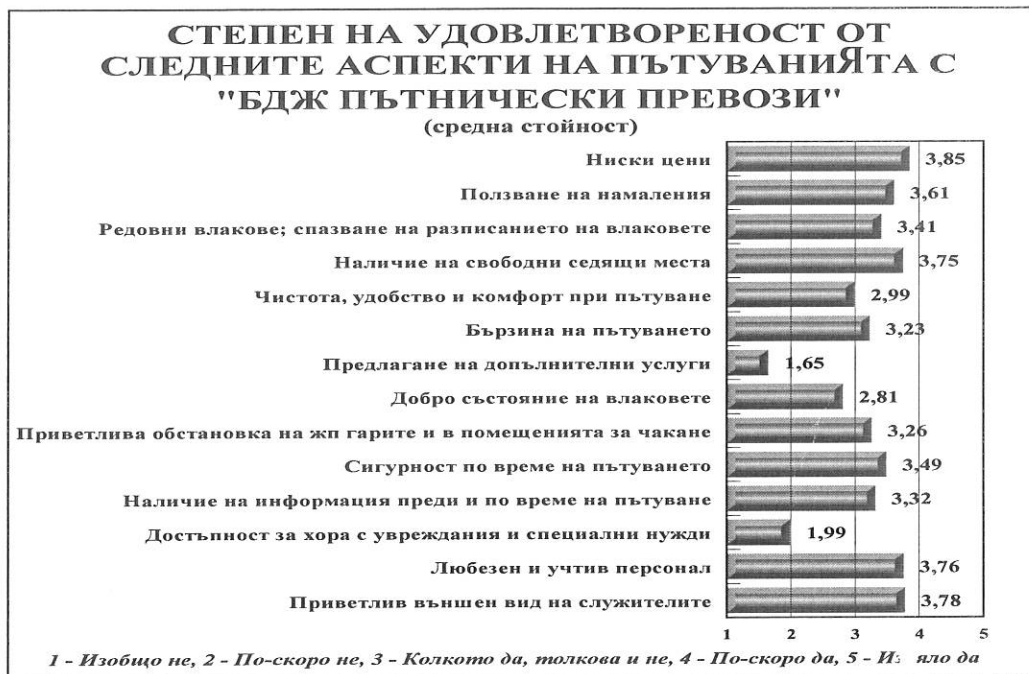 СТЕПЕН НА УДОВЛЕТВОРЕНОСТ ОТ
СЛЕДНИТЕ АСПЕКТИ НА ПЪТУВАНИЯТА С
"БДЖ ПЪТНИЧЕСКИ ПРЕВОЗИ"
(средна стойност)
Ниски цени 3,85
Ползване на намаления 3,61
Редовни влакове; спазване на разписанието на влаковете 3,41
Наличие на свободни седящи места 3,75
Чистота, удобство и комфорт при пътуване 2,99
Бързина на пътуването 3,23
Предлагане на допълнителни услуги 1,65
Добро състояние на влаковете 2,81
Приветлива обстановка на жп гарите и в помещенията за чакане 3,26
Сигурност по време на пътуването 3,49
Наличие на информация преди и по време на пътуване 3,32
Достъпност за хора с увреждания и специални нужди 1,99
Любезен и учтив персонал 3,76
Приветлив външен вид на служителите 3,78
1 2 3 4 5
1 - Изобщо не, 2 - По-скоро не, 3 - Колкото да, толкова и не, 4 - По-скоро да, 5 - да